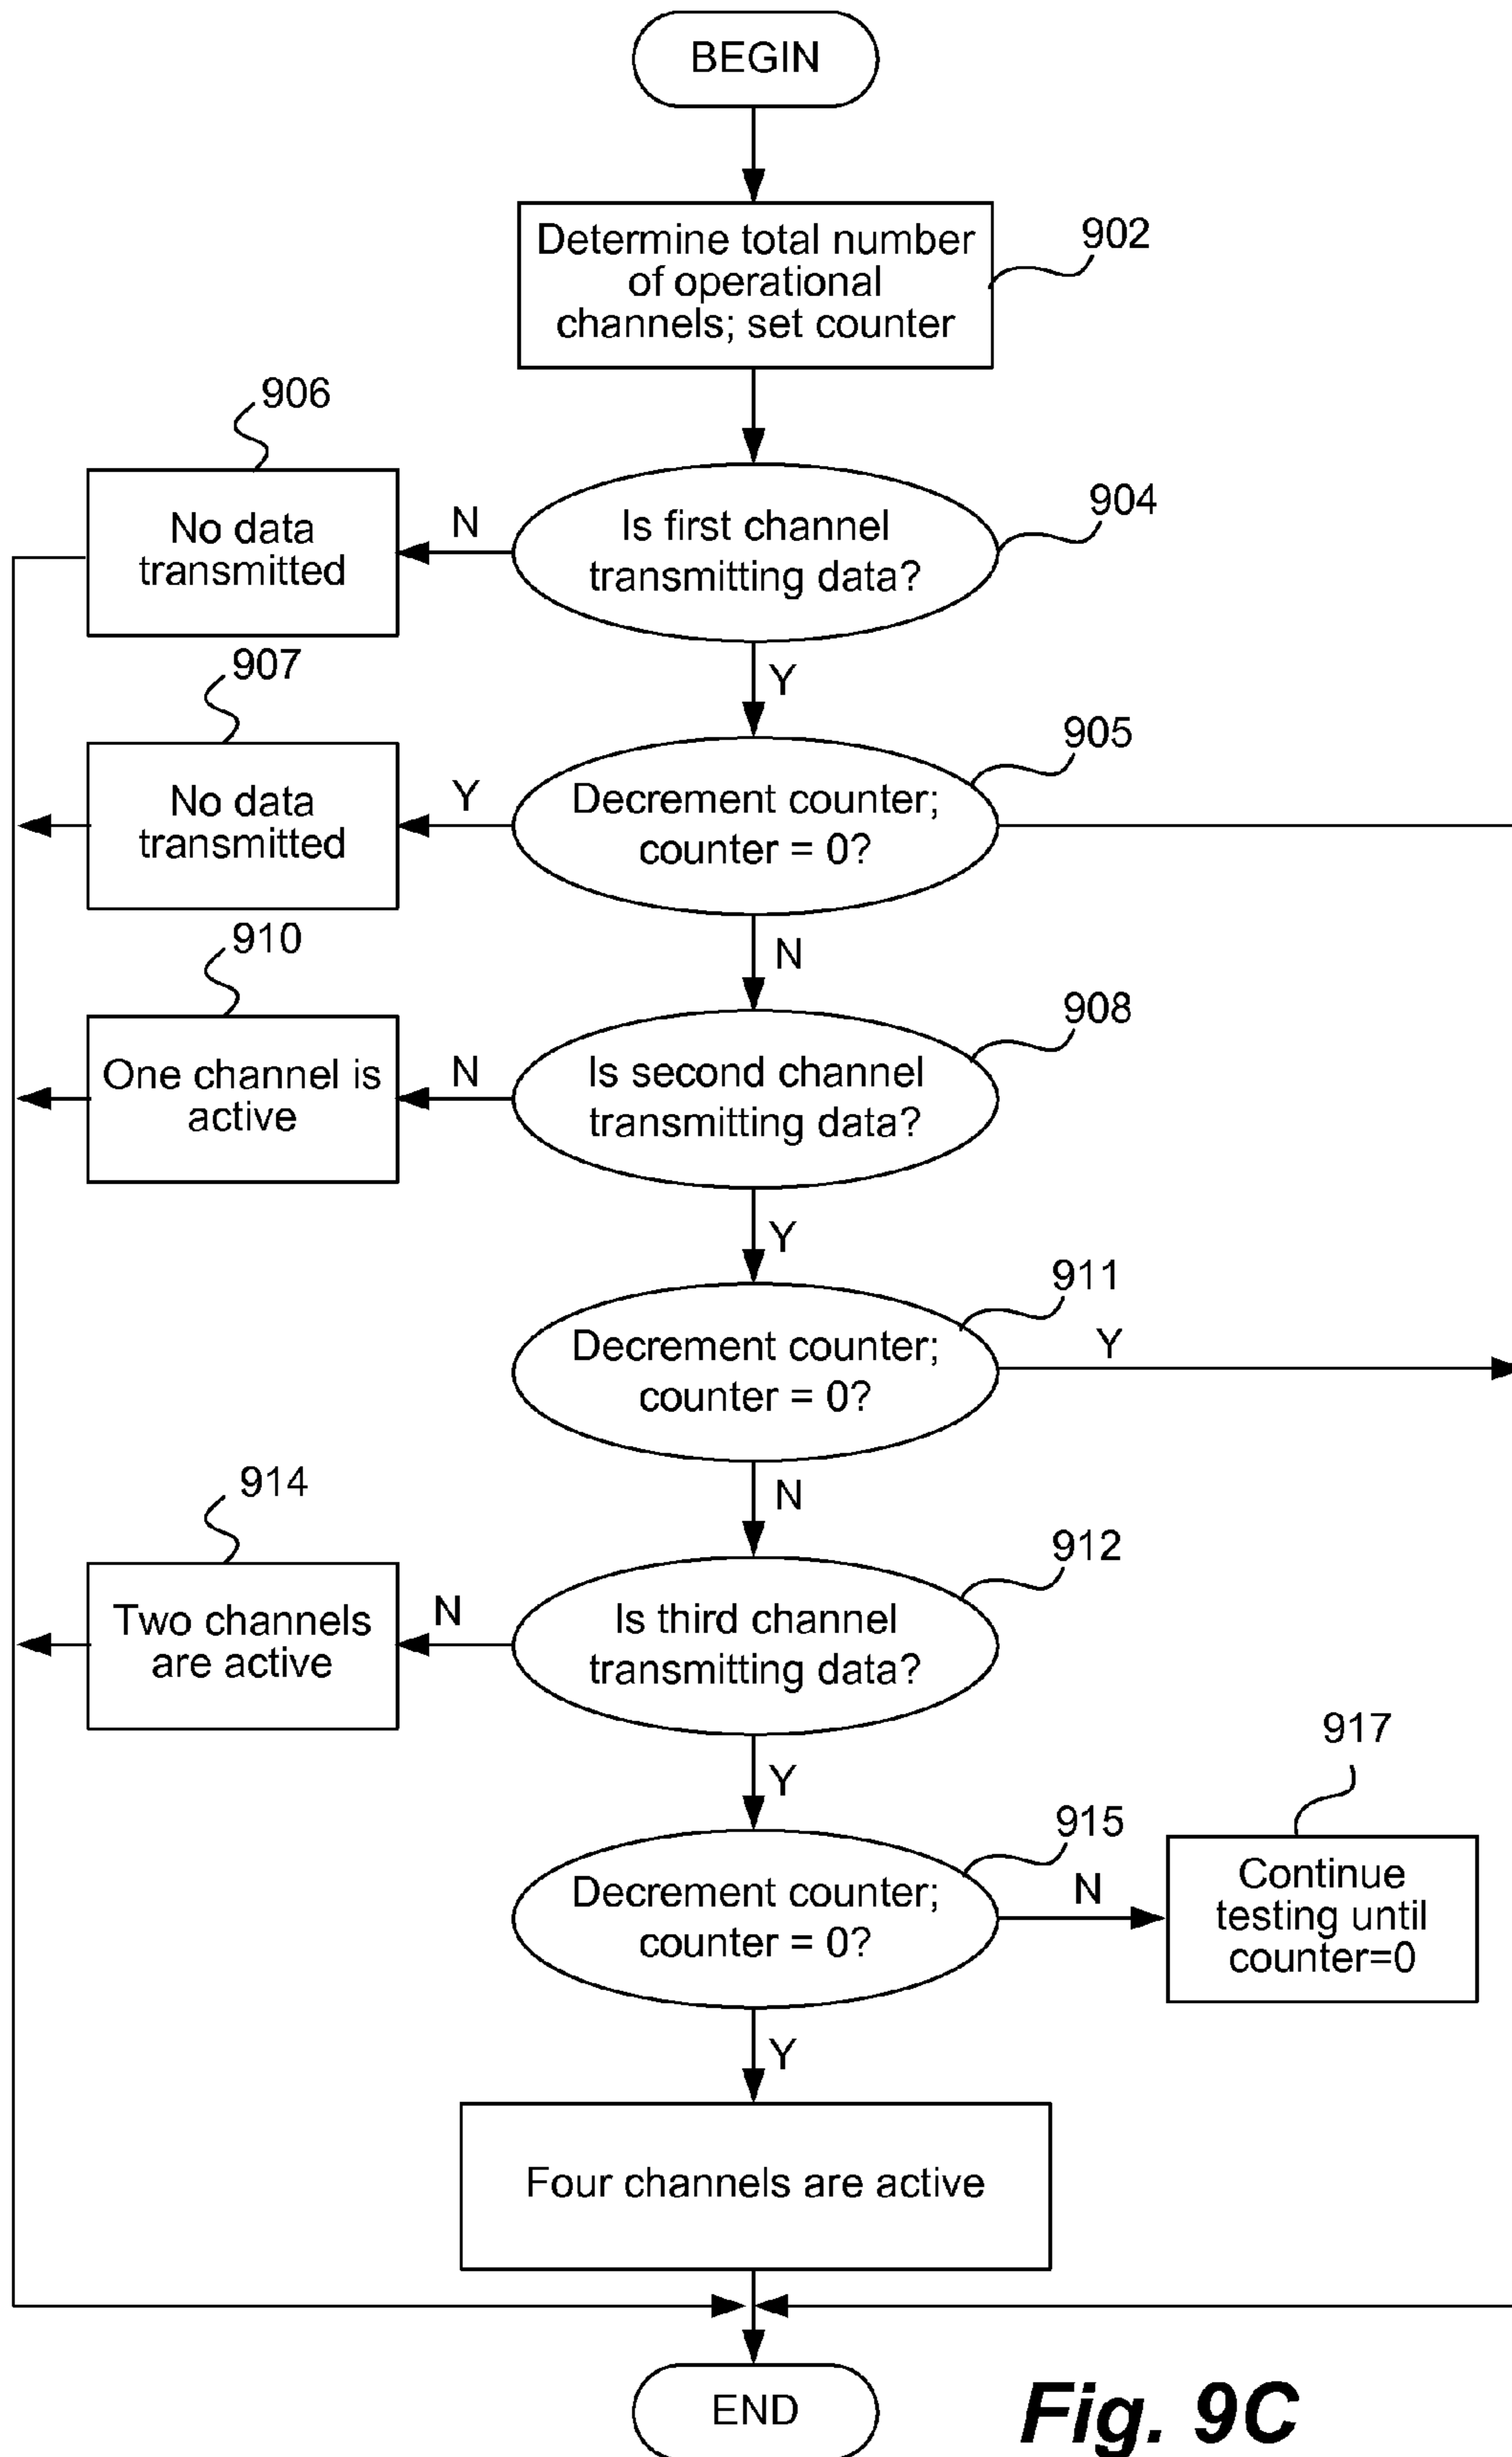 BEGIN
Determine total number
of operational
channels; set counter
902
906
No data
transmitted
N
Is first channel
transmitting data?
904
Y
907
No data
transmitted
Y
Decrement counter;
counter = 0?
905
N
910
One channel is
active
N
Is second channel
transmitting data?
908
Y
Decrement counter;
counter = 0?
911
Y
N
914
Two channels
are active
N
Is third channel
transmitting data?
912
Y
Decrement counter;
counter = 0?
915
N
917
Continue
testing until
counter=0
Y
Four channels are active
END
Fig. 9C